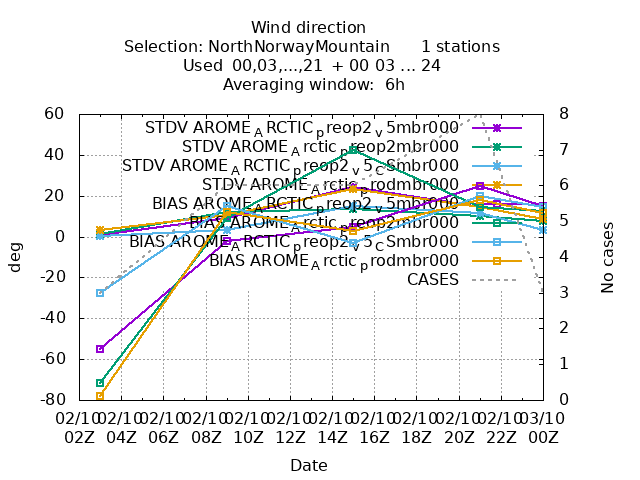 Wind direction
Selection: NorthNorwayMountain 1 stations
Used 00,03,...,21 + 00 03 ... 24
Averaging window: 6h
60
40
20
0
-20
-40
-60
-80
deg
STDV AROME_ARCTIC_preop2_v5mbr000
STDV AROME_Arctic_preop2mbr000
STDV AROME_ARCTIC_preop2_v5_CSmbr000
STDV AROME_Arctic_prodmbr000
BIAS AROME_ARCTIC_preop2_v5mbr000
BIAS AROME_Arctic_preop2mbr000
BIAS AROME_ARCTIC_preop2_v5_CSmbr000
BIAS AROME_Arctic_prodmbr000
CASES
8
7
6
5
4
3
2
1
0
No cases
02/10 02/10 02/10 02/10 02/10 02/10 02/10 02/10 02/10 02/10 02/10 03/10
02Z 04Z 06Z 08Z 10Z 12Z 14Z 16Z 18Z 20Z 22Z 00Z
Date